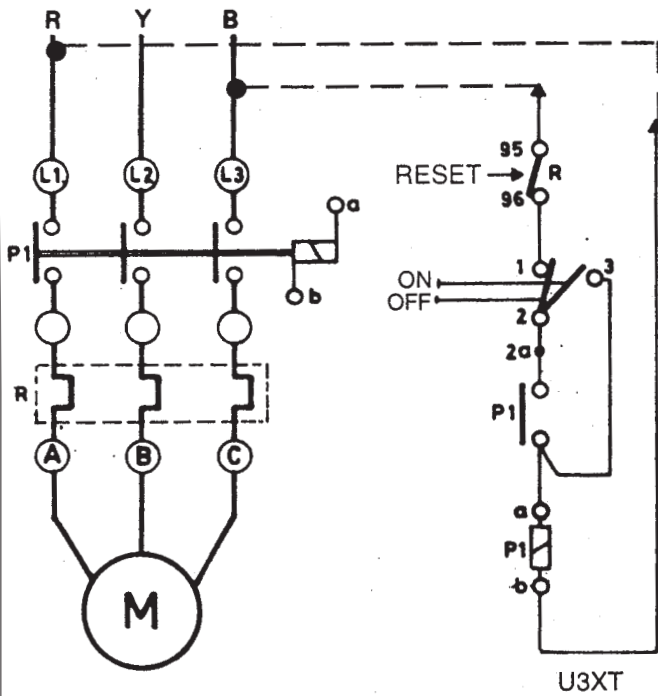 R Y B
L1 L2 L3
P1
a
b
R
A B C
M
95
RESET R
96
1 3
ON
OFF
2
2a
P1
a
P1
b
U3XT